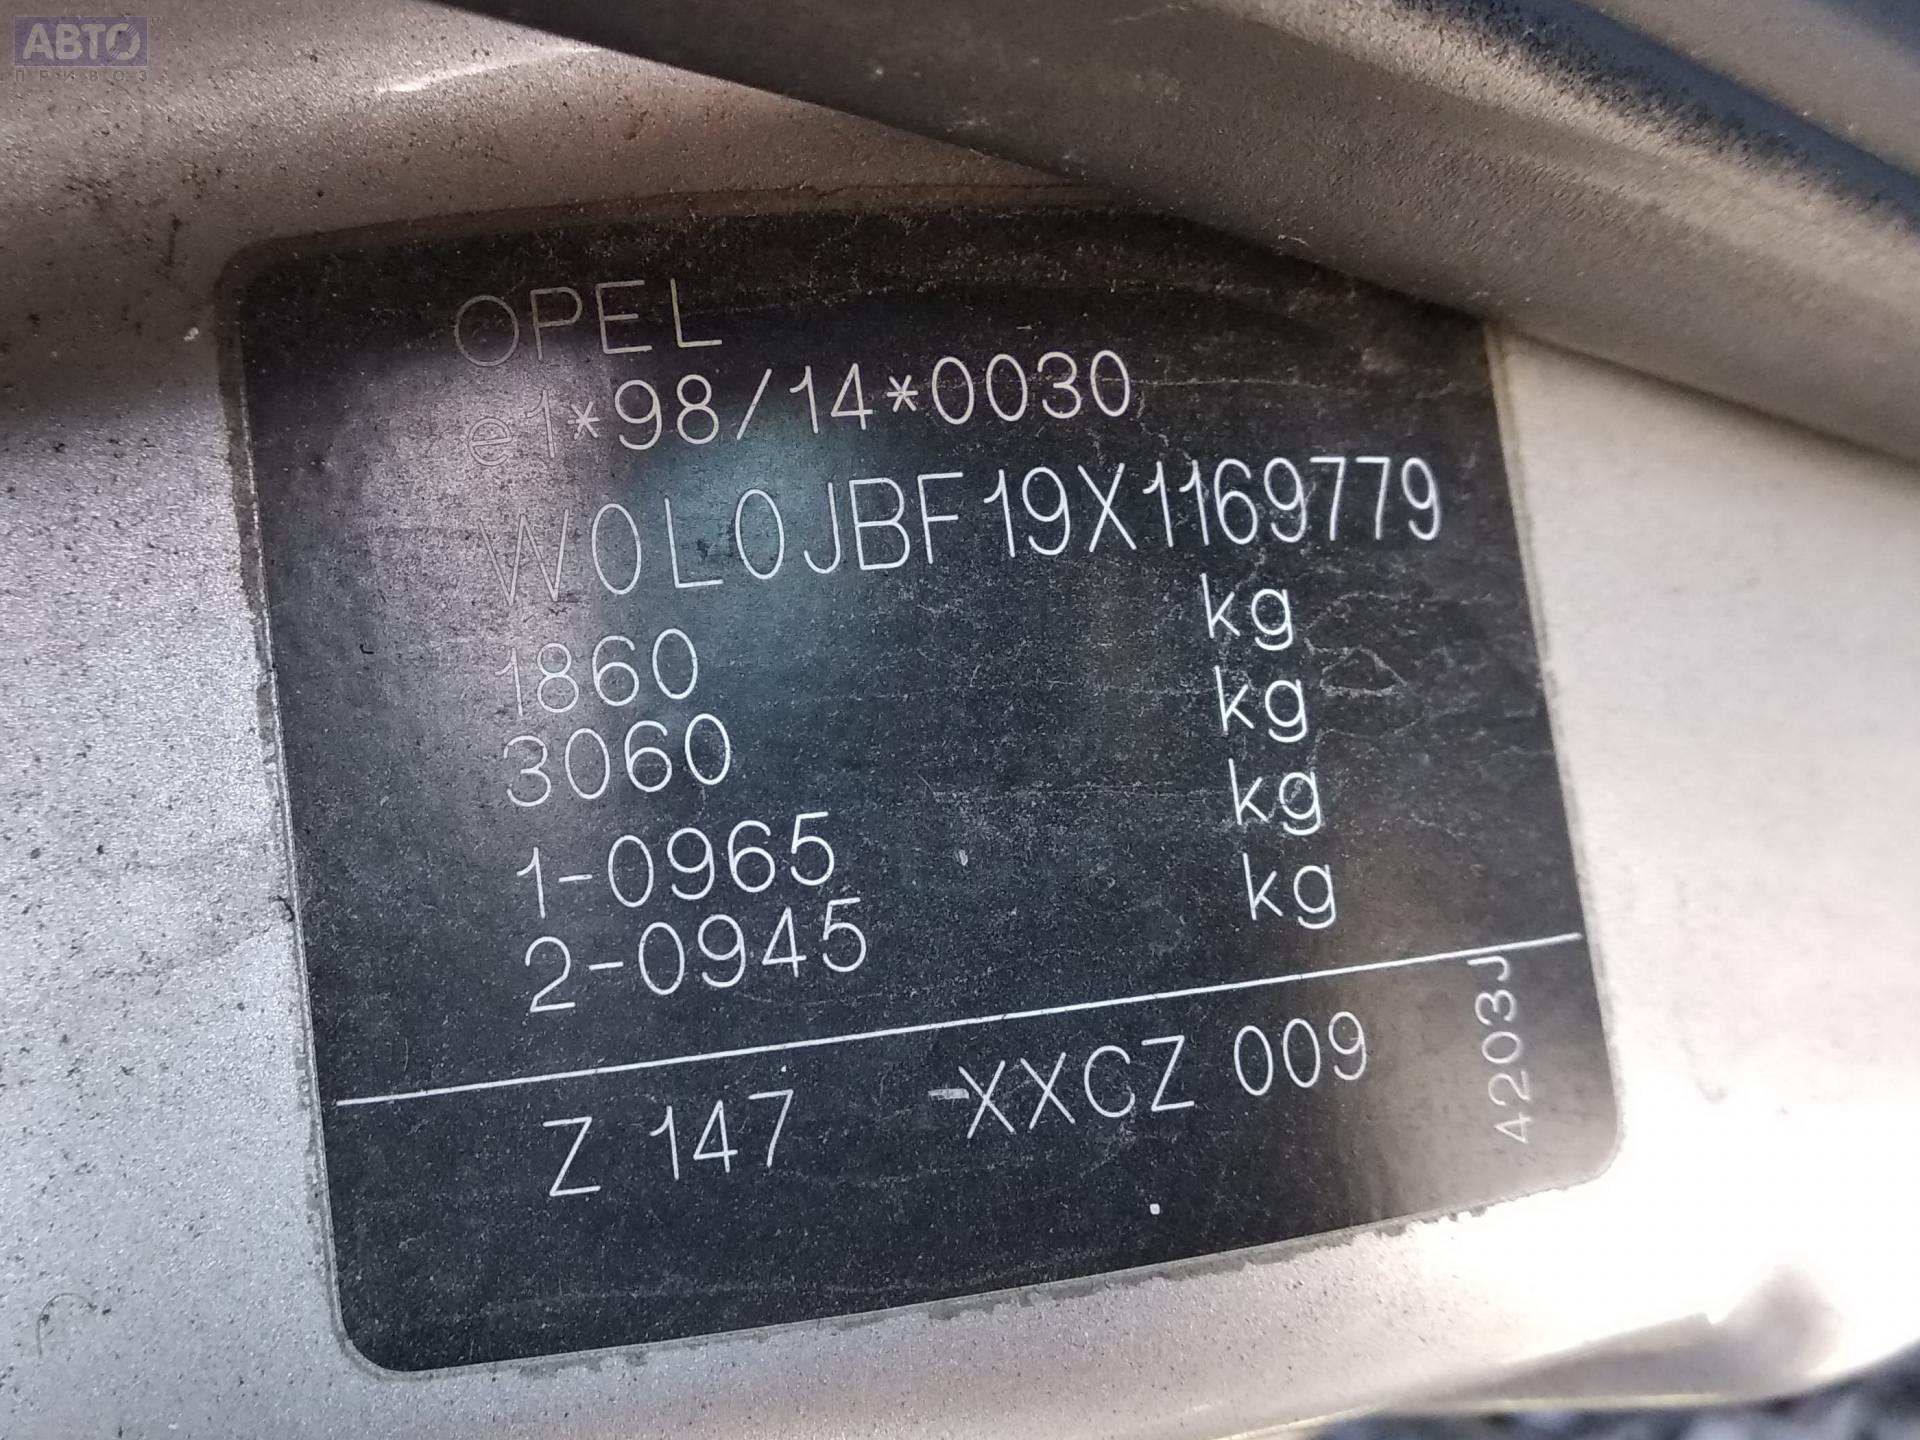 АВТО
ПРИВОЗ
OPEL
e1*98/14*0030
W0L0JBF19X1169779
1860 kg
3060 kg
1-0965 kg
2-0945 kg
Z 147 -XXCZ 009
4203J